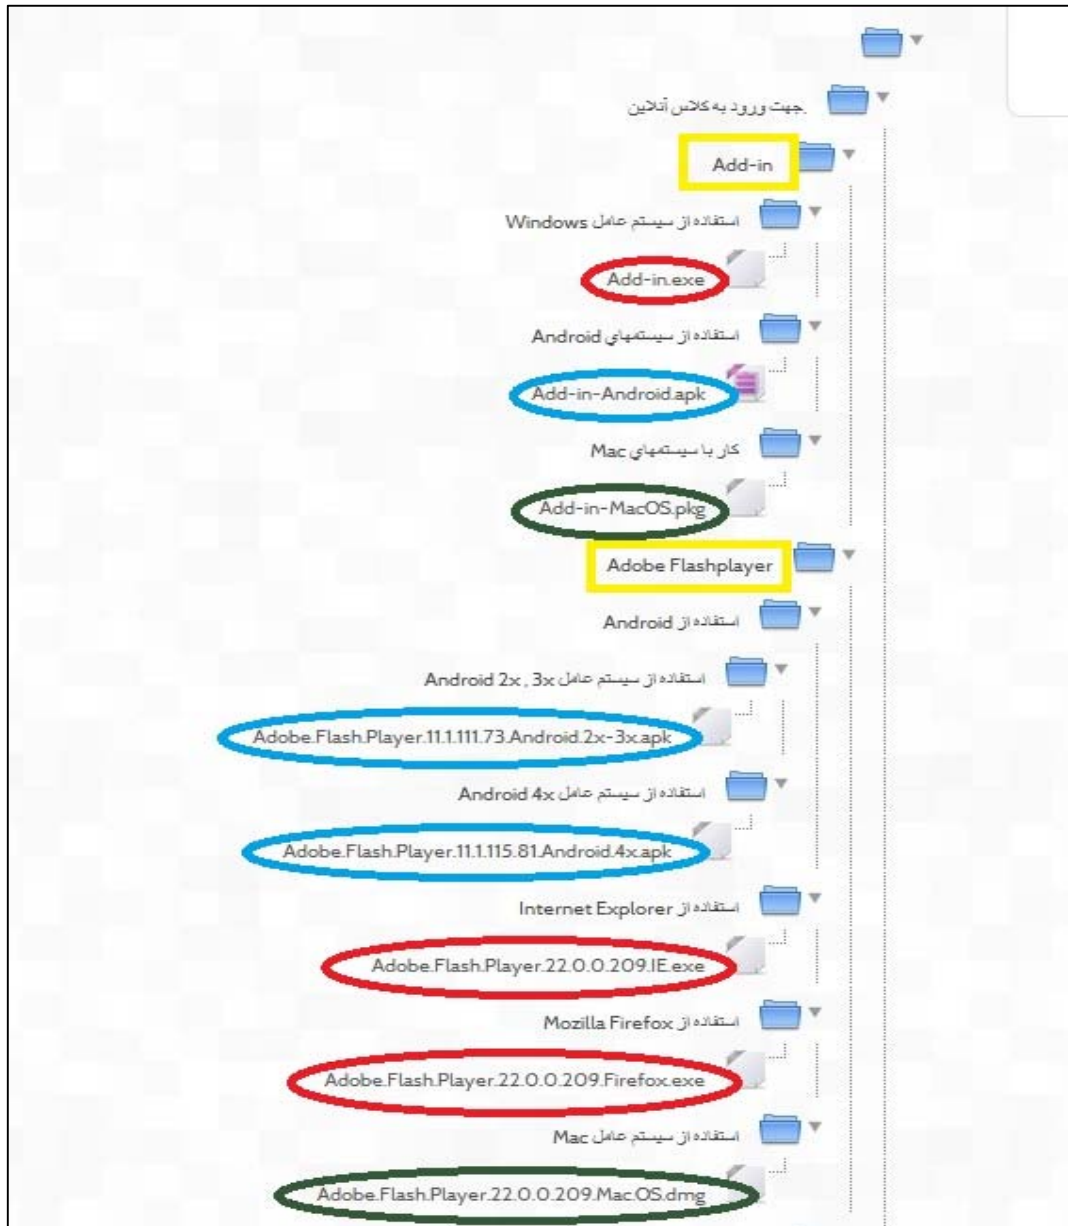 جهت ورود به کلاس آنلاین.
Add-in
استفاده از سیستم عامل Windows
Add-in.exe
استفاده از سیستمهاي Android
Add-in-Android.apk
کار با سیستمهاي Mac
Add-in-MacOS.pkg
Adobe Flashplayer
استفاده از Android
استفاده از سیستم عامل Android 2x , 3x
Adobe.Flash.Player.11.1.111.73.Android.2x-3x.apk
استفاده از سیستم عامل Android 4x
Adobe.Flash.Player.11.1.115.81.Android.4x.apk
استفاده از Internet Explorer
Adobe.Flash.Player.22.0.0.209.IE.exe
استفاده از Mozilla Firefox
Adobe.Flash.Player.22.0.0.209.Firefox.exe
استفاده از سیستم عامل Mac
Adobe.Flash.Player.22.0.0.209.Mac.OS.dmg